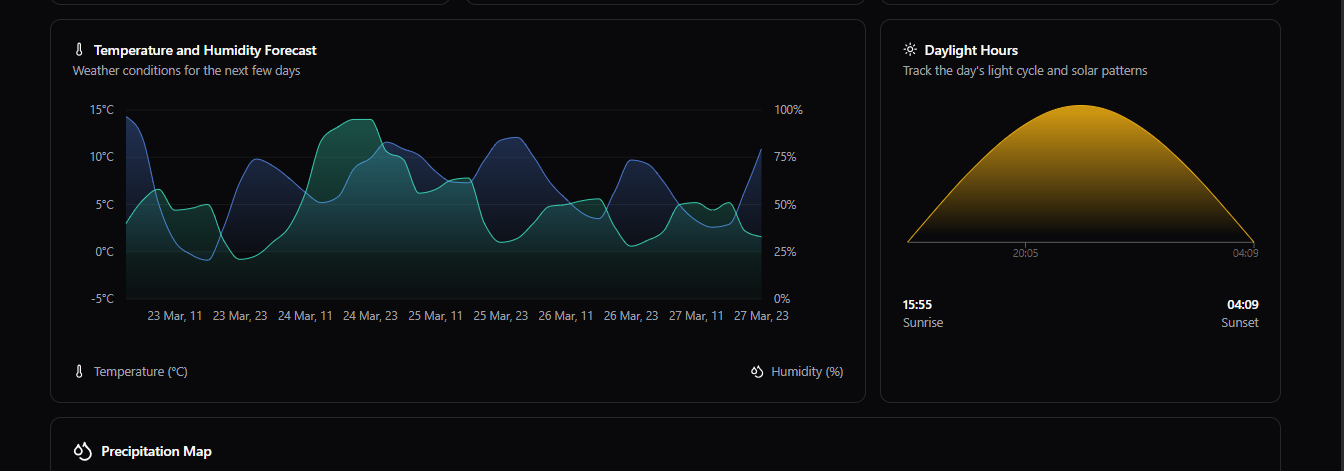 Temperature and Humidity Forecast
Weather conditions for the next few days
15°C
10°C
5°C
0°C
-5°C
100%
75%
50%
25%
0%
23 Mar, 11 23 Mar, 23 24 Mar, 11 24 Mar, 23 25 Mar, 11 25 Mar, 23 26 Mar, 11 26 Mar, 23 27 Mar, 11 27 Mar, 23
Temperature (°C)
Humidity (%)
Daylight Hours
Track the day's light cycle and solar patterns
20:05 04:09
15:55 04:09
Sunrise Sunset
Precipitation Map